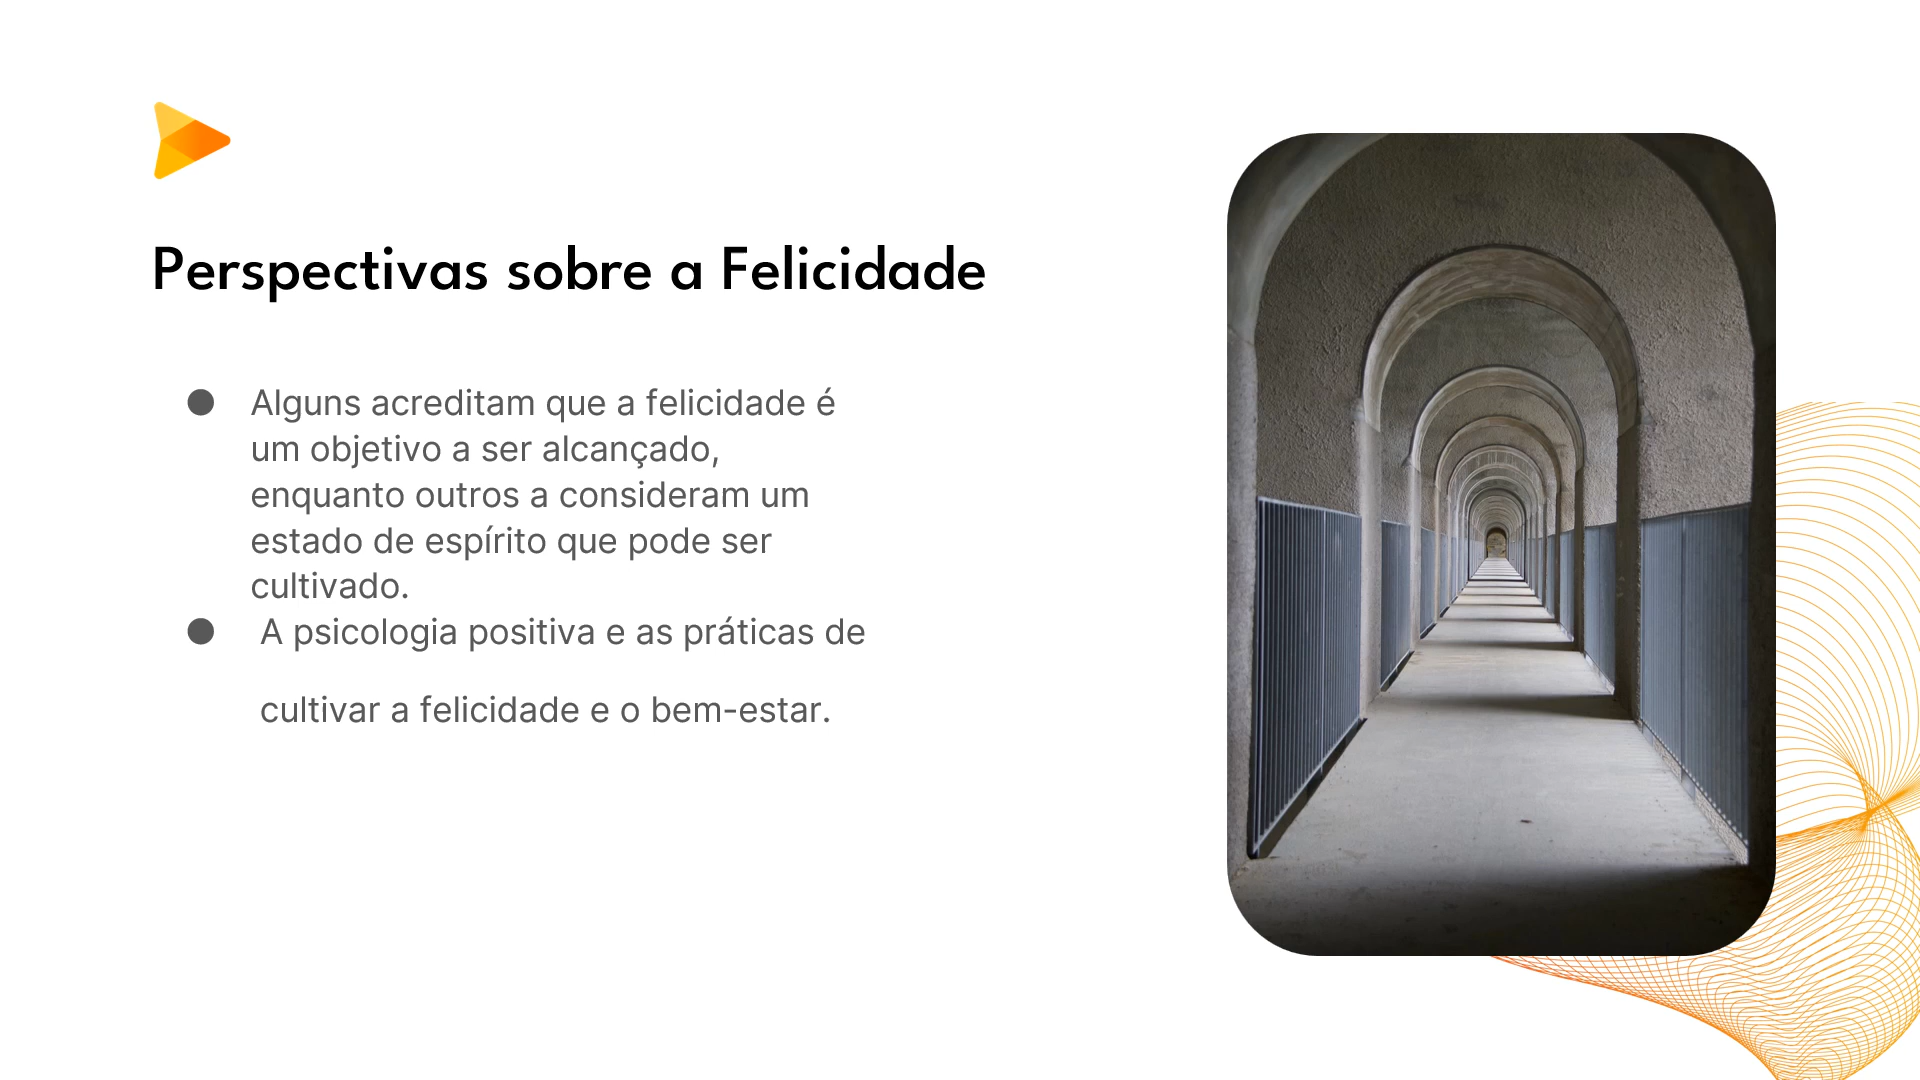 Perspectivas sobre a Felicidade
● Alguns acreditam que a felicidade é
um objetivo a ser alcançado,
enquanto outros a consideram um
estado de espírito que pode ser
cultivado.
● A psicologia positiva e as práticas de
cultivar a felicidade e o bem-estar.